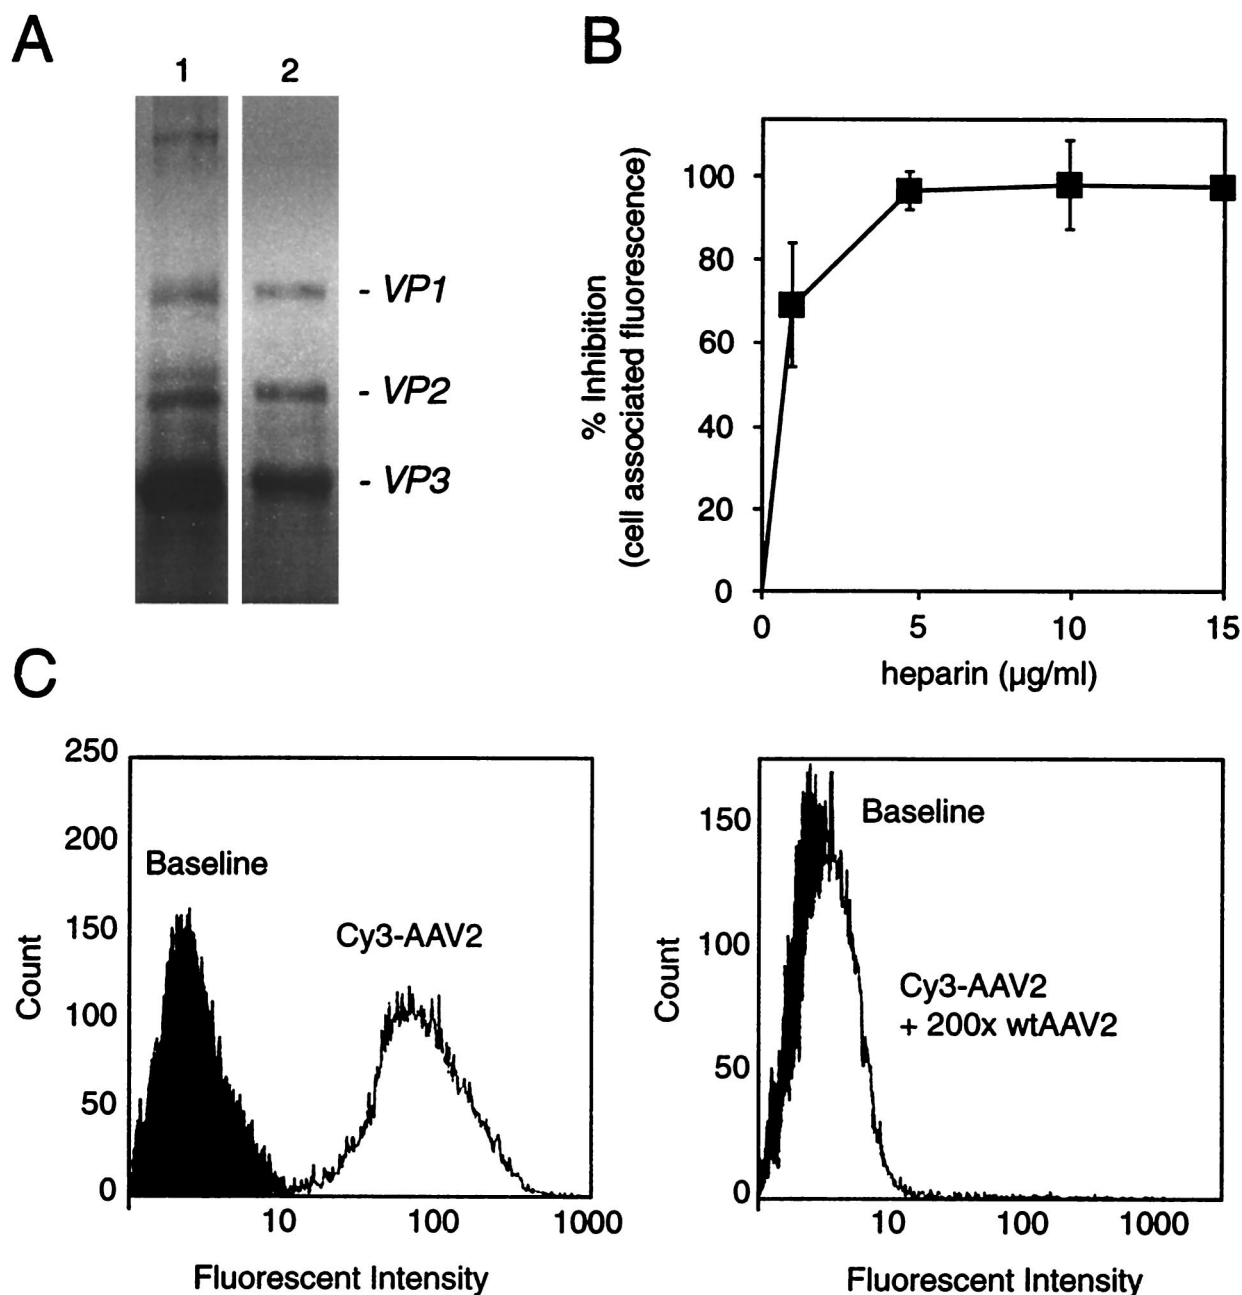 A
1 2
- VP1
- VP2
- VP3
B
% Inhibition
(cell associated fluorescence)
100
80
60
40
20
0
0 5 10 15
heparin (µg/ml)
C
250
200
150
100
50
0
Count
Baseline
Cy3-AAV2
10 100 1000
Fluorescent Intensity
150
100
50
0
Count
Baseline
Cy3-AAV2
+ 200x wtAAV2
10 100 1000
Fluorescent Intensity